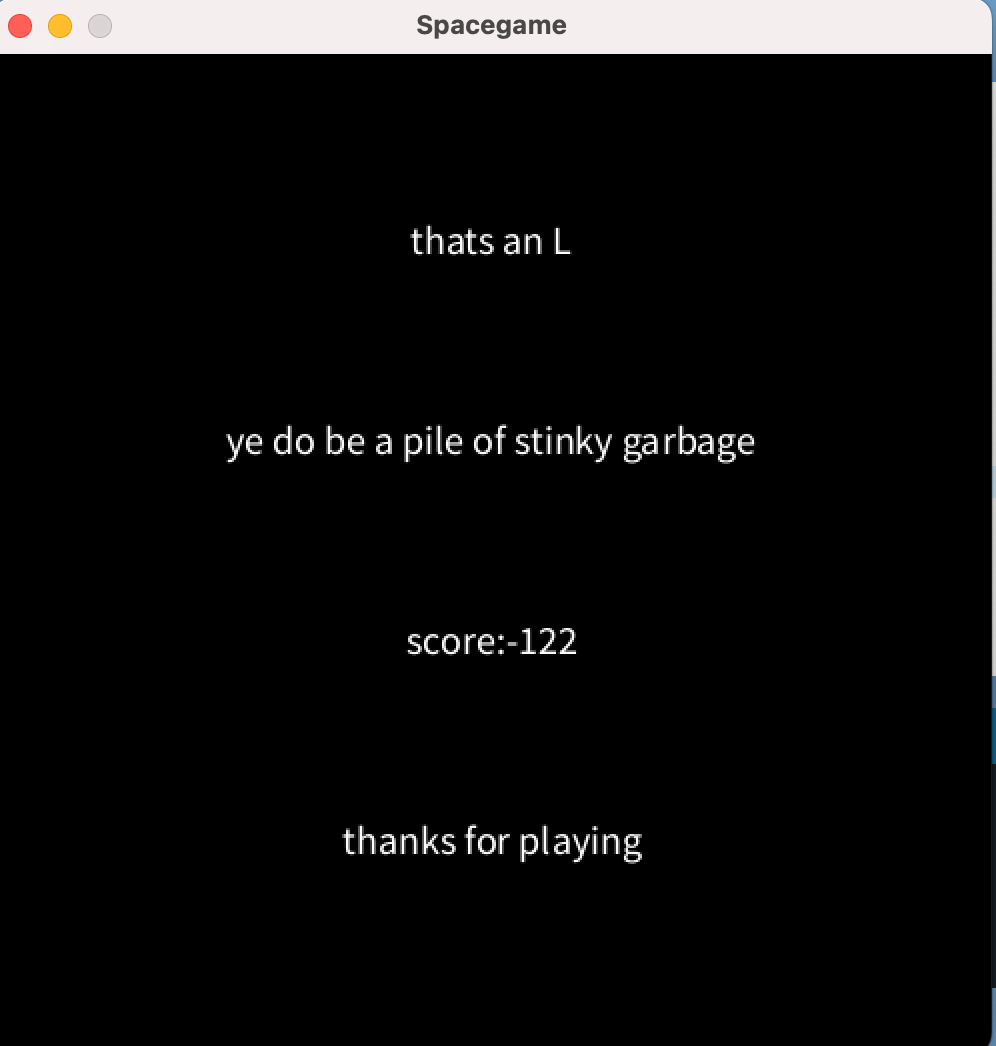 Spacegame
thats an L
ye do be a pile of stinky garbage
score:-122
thanks for playing